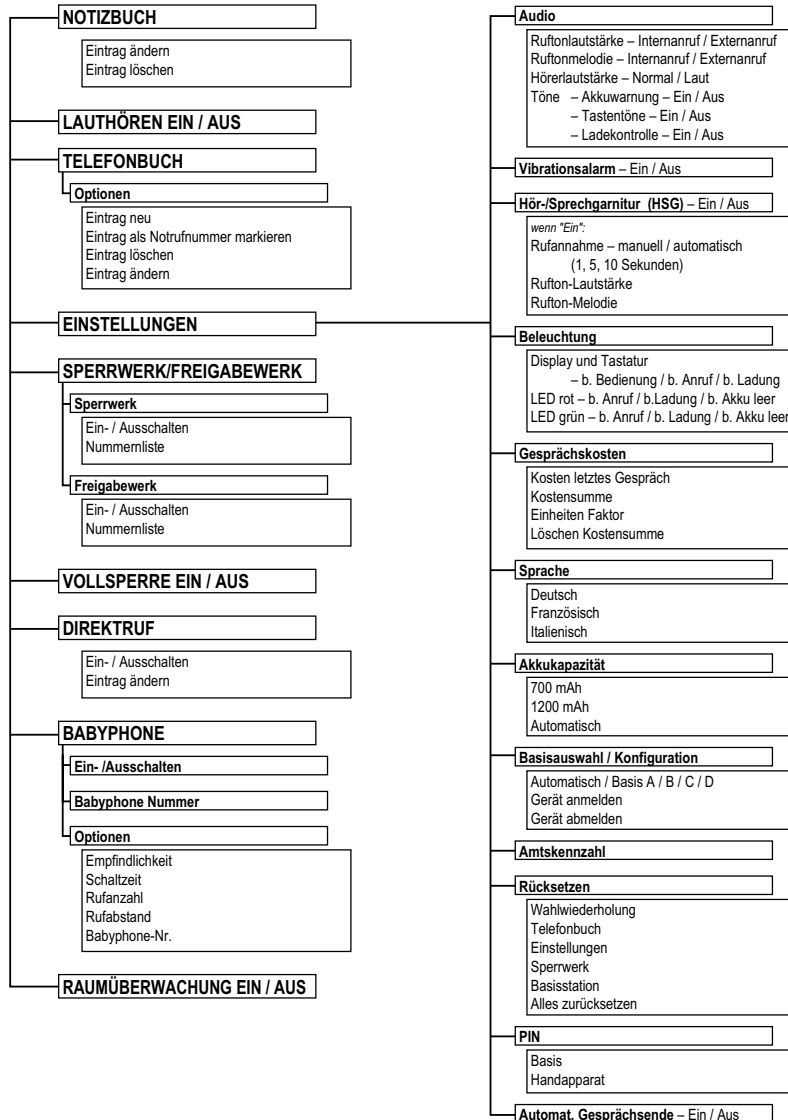 NOTIZBUCH
Eintrag ändern
Eintrag löschen
LAUTHÖREN EIN / AUS
TELEFONBUCH
Optionen
Eintrag neu
Eintrag als Notrufnummer markieren
Eintrag löschen
Eintrag ändern
EINSTELLUNGEN
SPERRWERK/FREIGABEWERK
Sperrwerk
Ein- / Ausschalten
Nummernliste
Freigabewerk
Ein- / Ausschalten
Nummernliste
VOLLSPERRE EIN / AUS
DIREKTRUF
Ein- / Ausschalten
Eintrag ändern
BABYPHONE
Ein- /Ausschalten
Babyphone Nummer
Optionen
Empfindlichkeit
Schaltzeit
Rufanzahl
Rufabstand
Babyphone-Nr.
RAUMÜBERWACHUNG EIN / AUS
Audio
Ruftonlautstärke – Internanruf / Externanruf
Ruftonmelodie – Internanruf / Externanruf
Hörerlautstärke – Normal / Laut
Töne – Akkuwarnung – Ein / Aus
– Tastentöne – Ein / Aus
– Ladekontrolle – Ein / Aus
Vibrationsalarm – Ein / Aus
Hör-/Sprechgarnitur (HSG) – Ein / Aus
wenn "Ein":
Rufannahme – manuell / automatisch
(1, 5, 10 Sekunden)
Rufton-Lautstärke
Rufton-Melodie
Beleuchtung
Display und Tastatur
– b. Bedienung / b. Anruf / b. Ladung
LED rot – b. Anruf / b.Ladung / b. Akku leer
LED grün – b. Anruf / b. Ladung / b. Akku leer
Gesprächskosten
Kosten letztes Gespräch
Kostensumme
Einheiten Faktor
Löschen Kostensumme
Sprache
Deutsch
Französisch
Italienisch
Akkukapazität
700 mAh
1200 mAh
Automatisch
Basisauswahl / Konfiguration
Automatisch / Basis A / B / C / D
Gerät anmelden
Gerät abmelden
Amtskennzahl
Rücksetzen
Wahlwiederholung
Telefonbuch
Einstellungen
Sperrwerk
Basisstation
Alles zurücksetzen
PIN
Basis
Handapparat
Automat. Gesprächsende – Ein / Aus